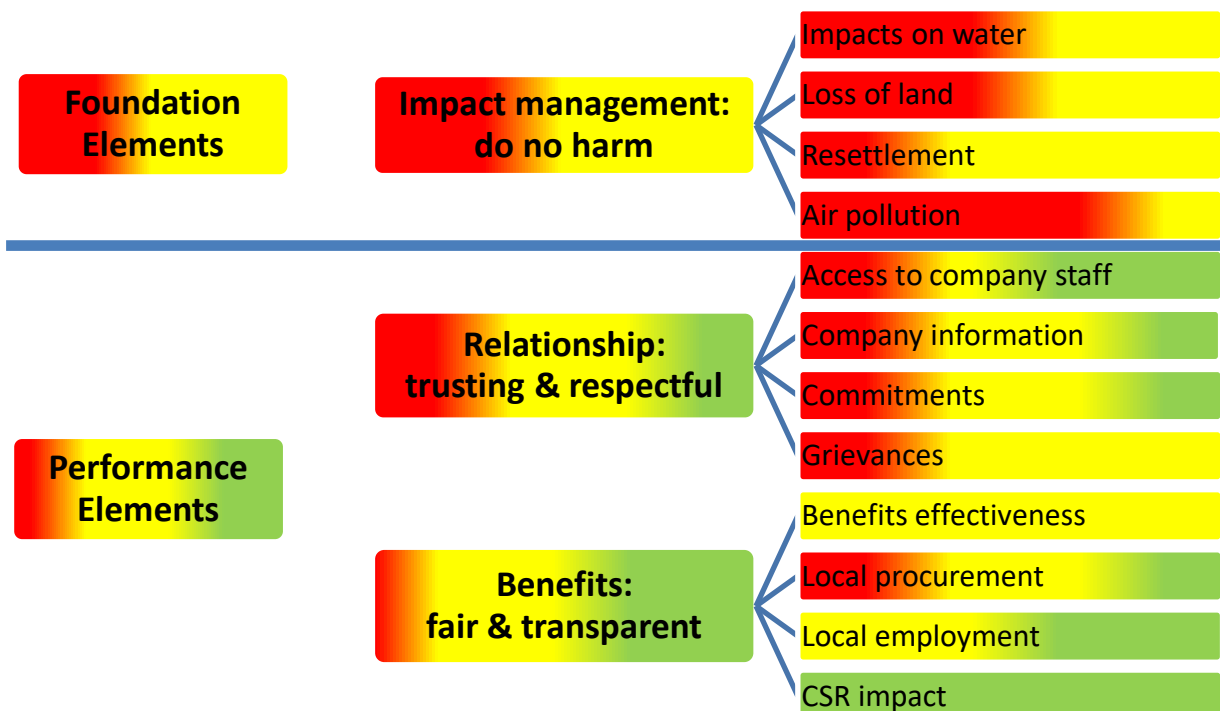 Foundation
Elements
Impact management:
do no harm
Impacts on water
Loss of land
Resettlement
Air pollution
Performance
Elements
Relationship:
trusting & respectful
Access to company staff
Company information
Commitments
Grievances
Benefits:
fair & transparent
Benefits effectiveness
Local procurement
Local employment
CSR impact